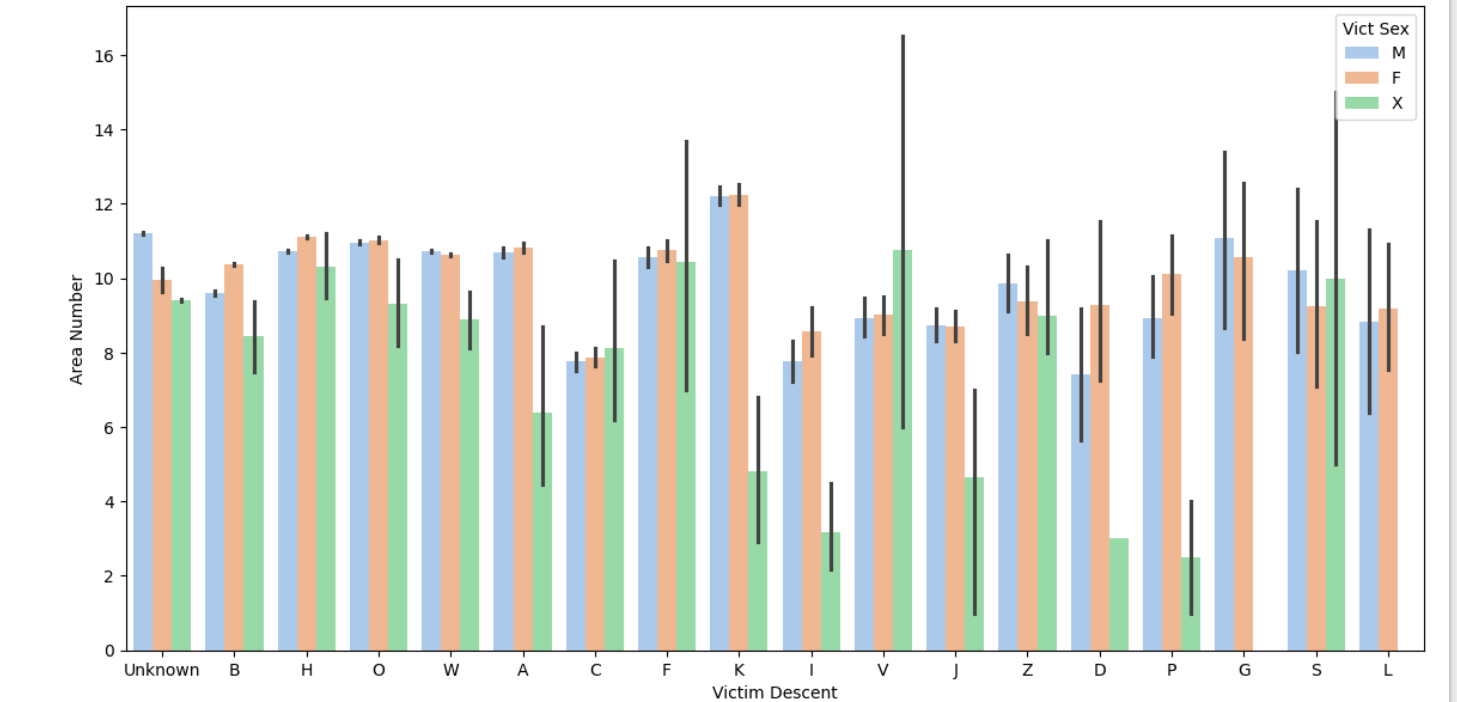 Vict Sex
M
F
X
16
14
12
10
8
6
4
2
0
Area Number
Unknown B H O W A C F K I V J Z D P G S L
Victim Descent